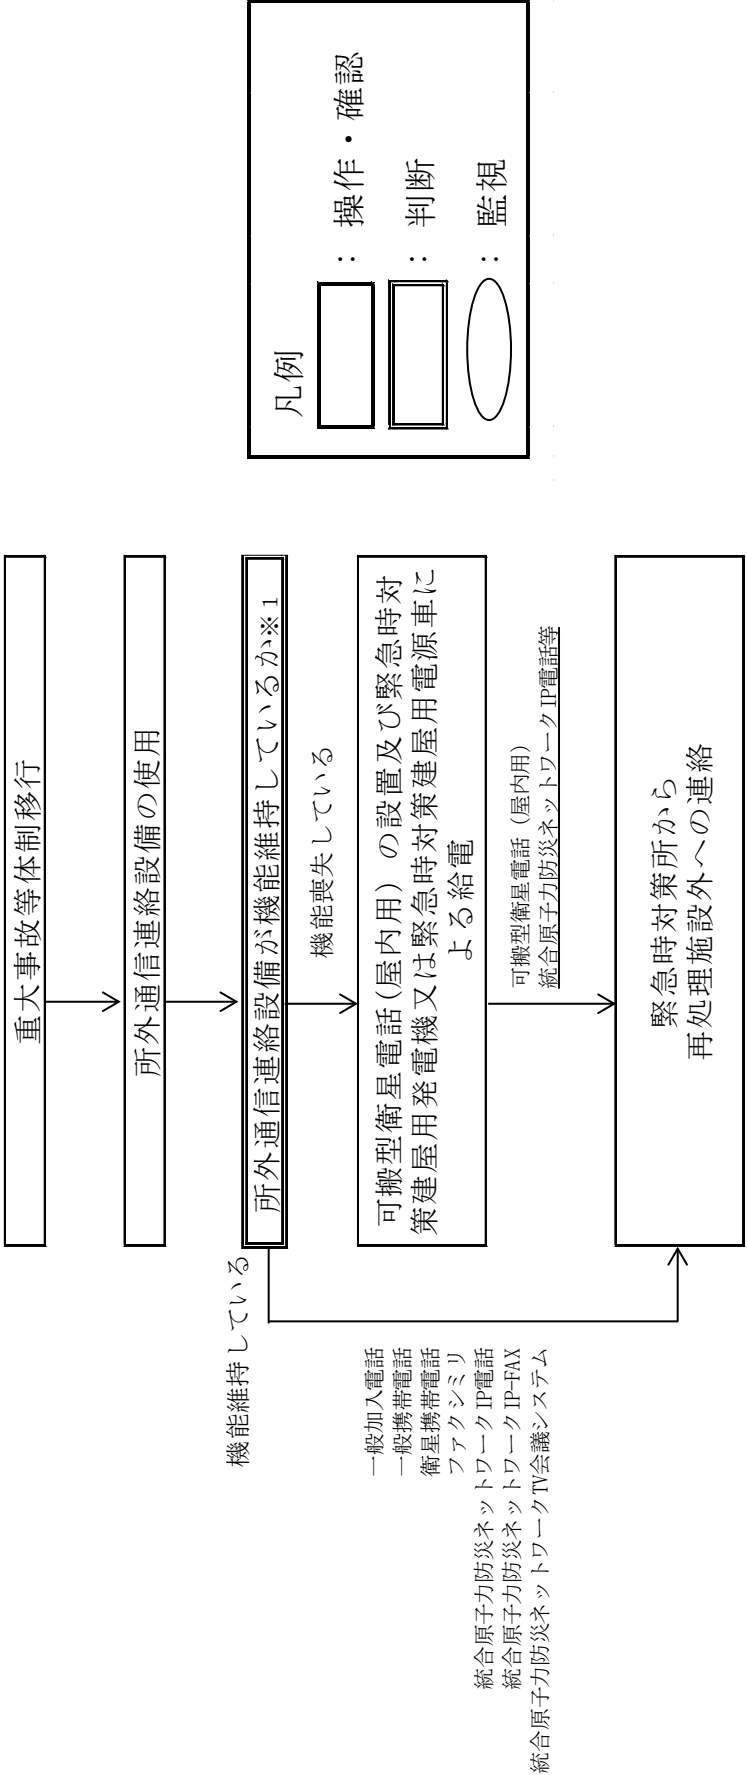 重大事故等体制移行
所外通信連絡設備の使用
所外通信連絡設備が機能維持しているか※１
機能維持している
機能喪失している
可搬型衛星電話(屋内用）の設置及び緊急時対
策建屋用発電機又は緊急時対策建屋用電源車に
よる給電
一般加入電話
一般携帯電話
衛星携帯電話
ファクシミリ
統合原子力防災ネットワークIP電話
統合原子力防災ネットワークIP-FAX
統合原子力防災ネットワークTV会議システム
可搬型衛星電話（屋内用）
統合原子力防災ネットワークIP電話等
緊急時対策所から
再処理施設外への連絡
凡例
：操作・確認
：判断
：監視